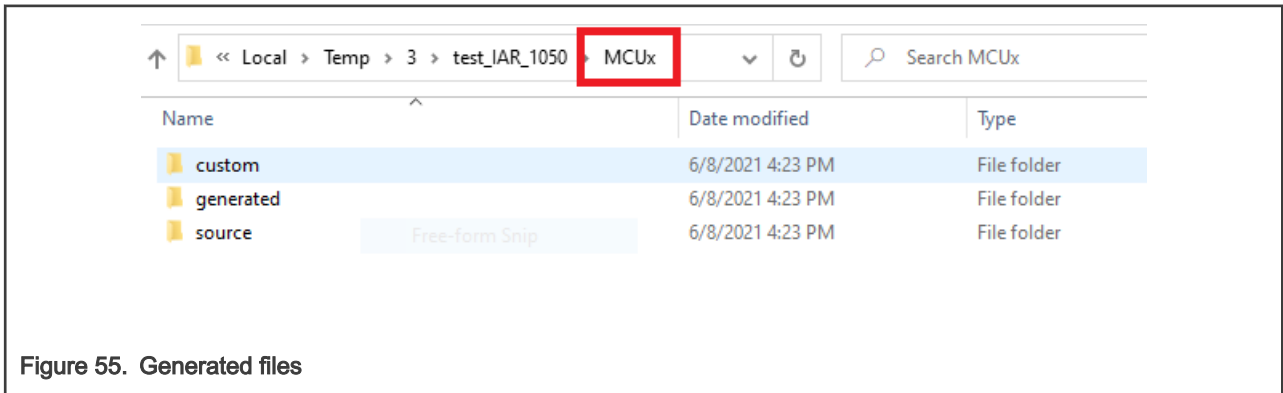 « Local > Temp > 3 > test_IAR_1050 > MCUx Search MCUx
Name Date modified Type
custom 6/8/2021 4:23 PM File folder
generated 6/8/2021 4:23 PM File folder
source Free-form Snip 6/8/2021 4:23 PM File folder
Figure 55. Generated files